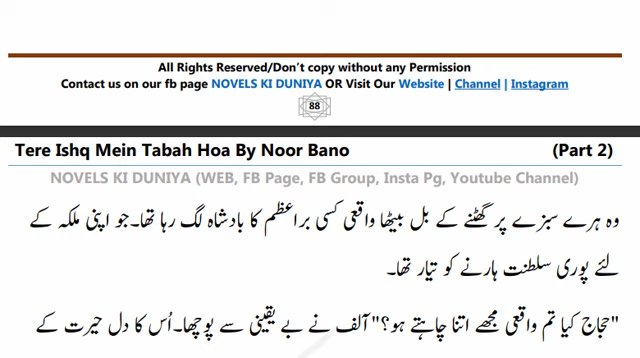 All Rights Reserved/Don't copy without any Permission
Contact us on our fb page NOVELS KI DUNIYA OR Visit Our Website | Channel | Instagram
88
Tere Ishq Mein Tabah Hoa By Noor Bano (Part 2)
NOVELS KI DUNIYA (WEB, FB Page, FB Group, Insta Pg, Youtube Channel)
وہ ہرے سبزے پر گھٹنے کے بل بیٹھا واقعی کسی براعظم کا بادشاہ لگ رہا تھا۔جو اپنی ملکہ کے
لئے پوری سلطنت ہارنے کو تیار تھا۔
"حجاج کیا تم واقعی مجھے اتنا چاہتے ہو؟"آلف نے بے یقینی سے پوچھا۔اُس کا دل حیرت کے